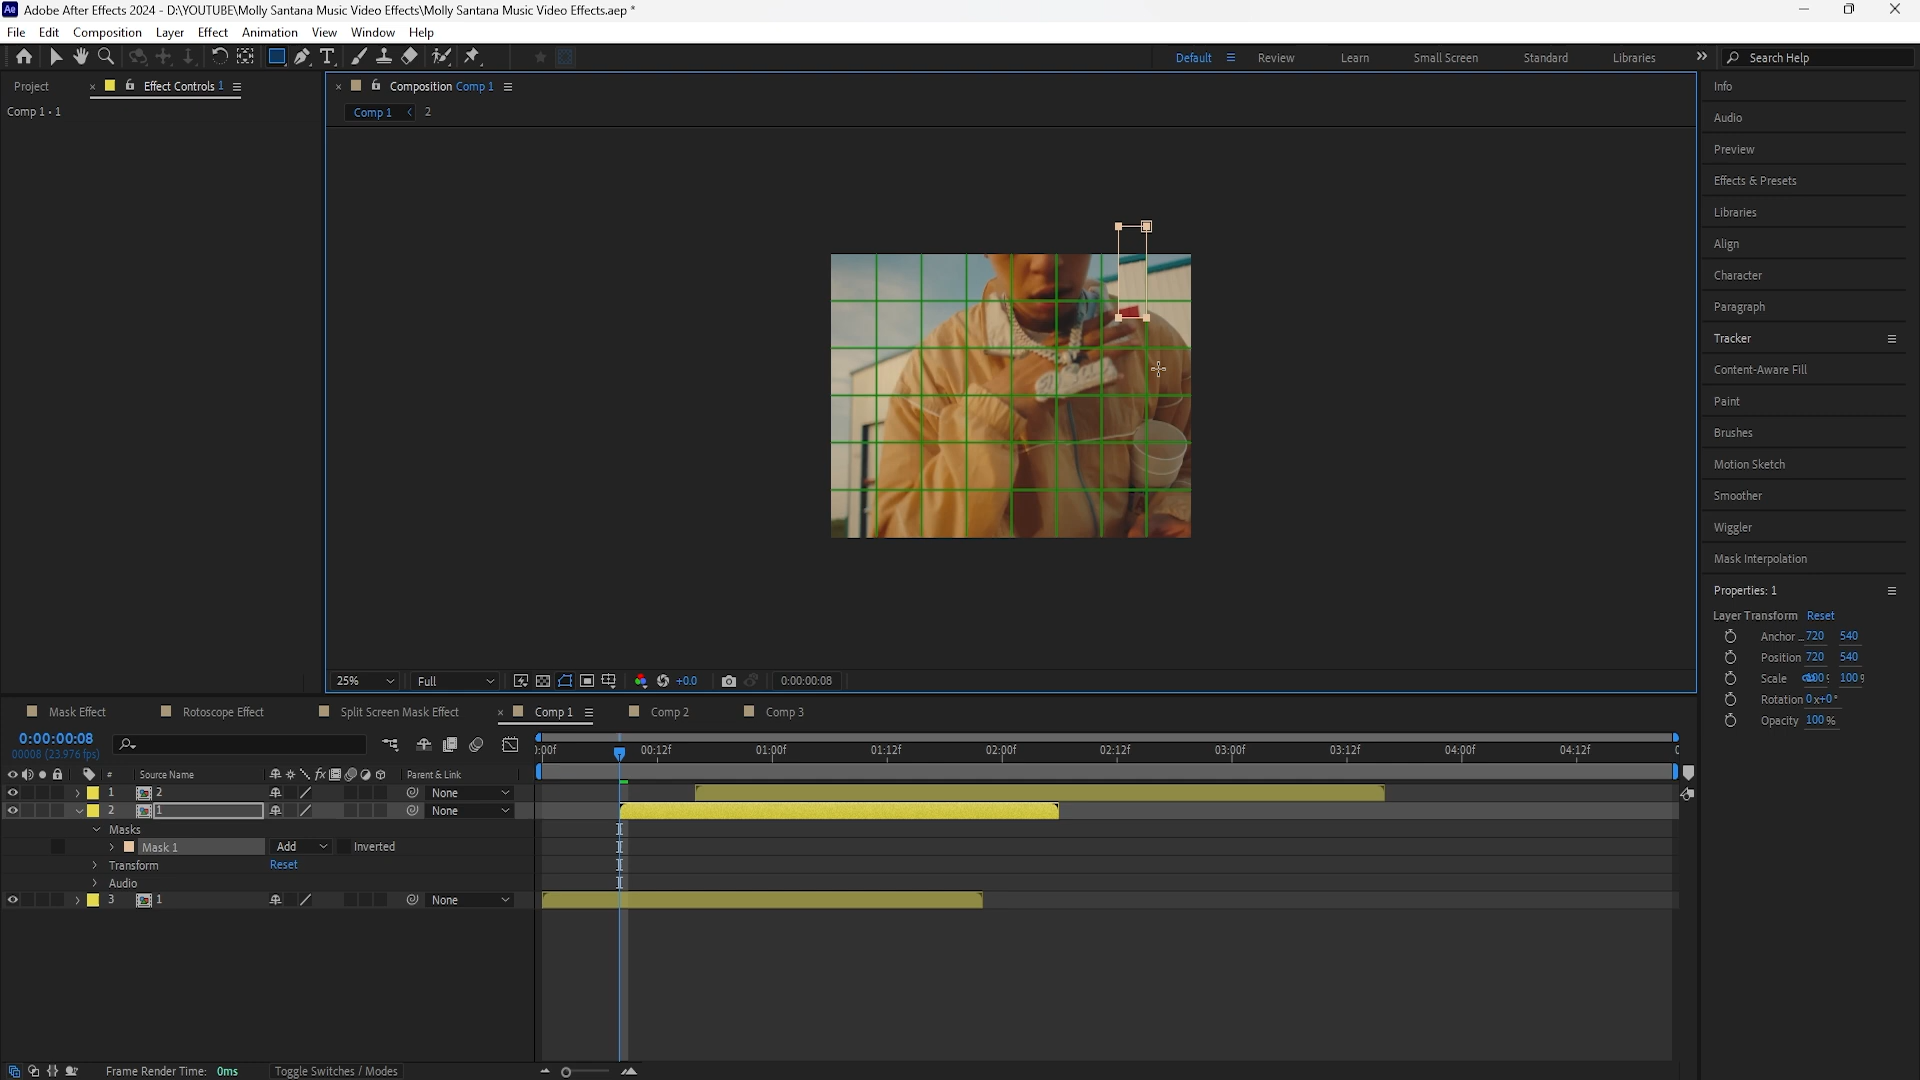 Adobe After Effects 2024 - D:\YOUTUBE\Molly Santana Music Video Effects\Molly Santana Music Video Effects.aep *
File Edit Composition Layer Effect Animation View Window Help
Default Review Learn Small Screen Standard Libraries Search Help
Project Effect Controls 1
Comp 1 • 1
Composition Comp 1
Comp 1 2
Info
Audio
Preview
Effects & Presets
Libraries
Align
Character
Paragraph
Tracker
Content-Aware Fill
Paint
Brushes
Motion Sketch
Smoother
Wiggler
Mask Interpolation
Properties: 1
Layer Transform Reset
Anchor .. 720 540
Position 720 540
Scale 100 100
Rotation 0x+0°
Opacity 100 %
25% Full +0.0 0:00:00:08
Mask Effect Rotoscope Effect Split Screen Mask Effect Comp 1 Comp 2 Comp 3
0:00:00:08
00008 (23.976 fps)
:00f 00:12f 01:00f 01:12f 02:00f 02:12f 03:00f 03:12f 04:00f 04:12f
# Source Name fx Parent & Link
1 2 None
2 1 None
Masks
Mask 1 Add Inverted
Transform Reset
Audio
3 1 None
Frame Render Time: 0ms Toggle Switches / Modes